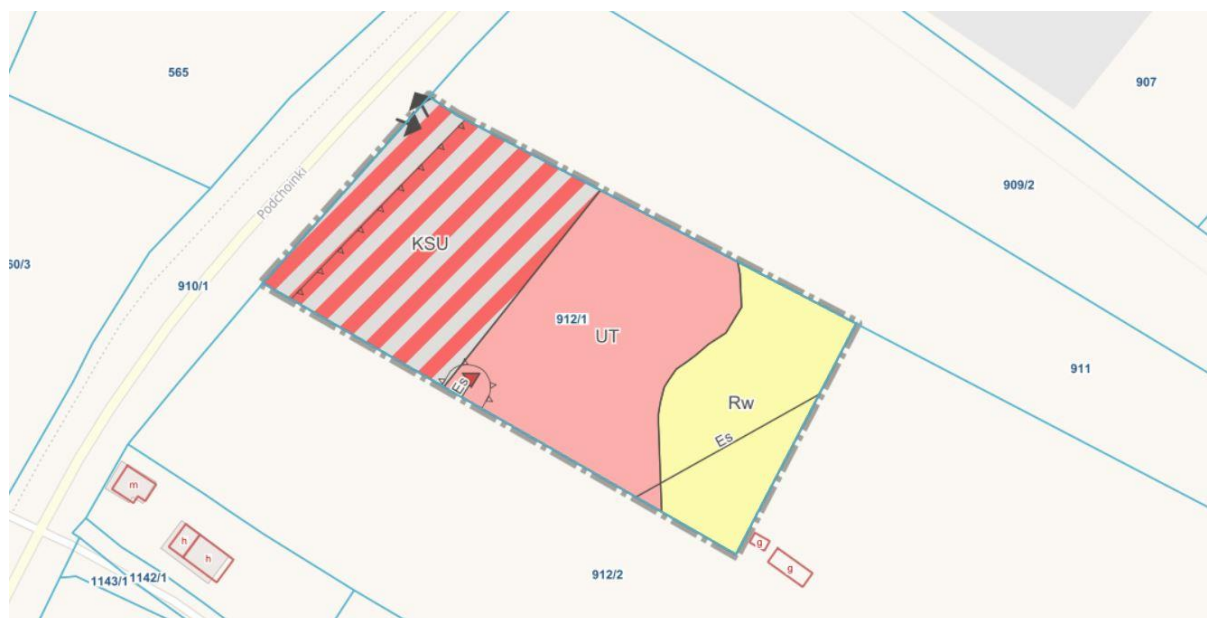 565
907
Podchoinki
909/2
KSU
60/3
910/1
912/1
UT
911
Es
Rw
Es
m
h
h
g
g
912/2
1143/1
1142/1